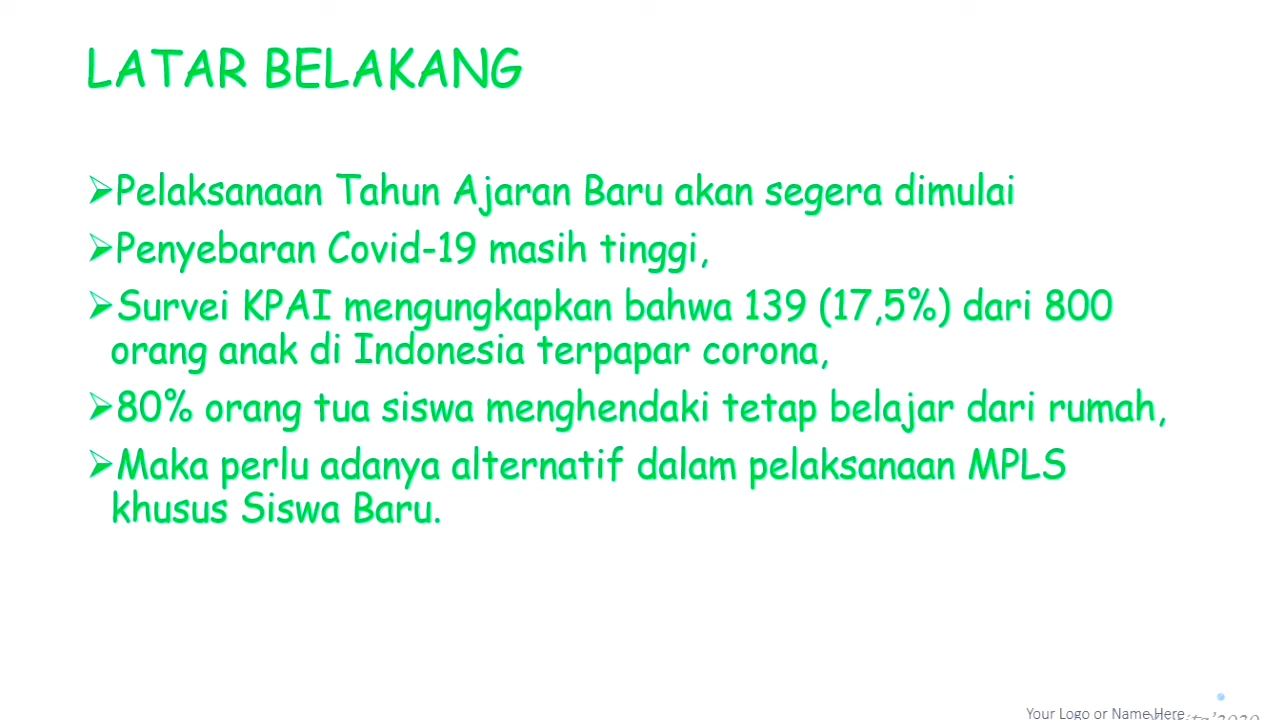 LATAR BELAKANG
➢Pelaksanaan Tahun Ajaran Baru akan segera dimulai
➢Penyebaran Covid-19 masih tinggi,
➢Survei KPAI mengungkapkan bahwa 139 (17,5%) dari 800
orang anak di Indonesia terpapar corona,
➢80% orang tua siswa menghendaki tetap belajar dari rumah,
➢Maka perlu adanya alternatif dalam pelaksanaan MPLS
khusus Siswa Baru.
Your Logo or Name Here